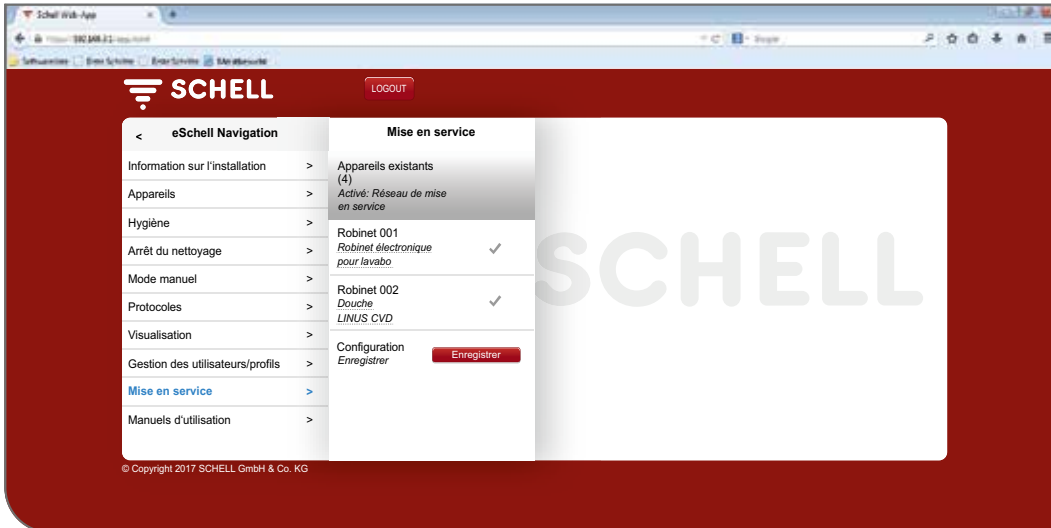 Schell Web-App
SCHELL
LOGOUT
< eSchell Navigation
Information sur l'installation >
Appareils >
Hygiène >
Arrêt du nettoyage >
Mode manuel >
Protocoles >
Visualisation >
Gestion des utilisateurs/profils >
Mise en service >
Manuels d'utilisation >
Mise en service
Appareils existants
(4)
Activé: Réseau de mise
en service
Robinet 001
Robinet électronique
pour lavabo
Robinet 002
Douche
LINUS CVD
Configuration
Enregistrer
Enregistrer
SCHELL
© Copyright 2017 SCHELL GmbH & Co. KG